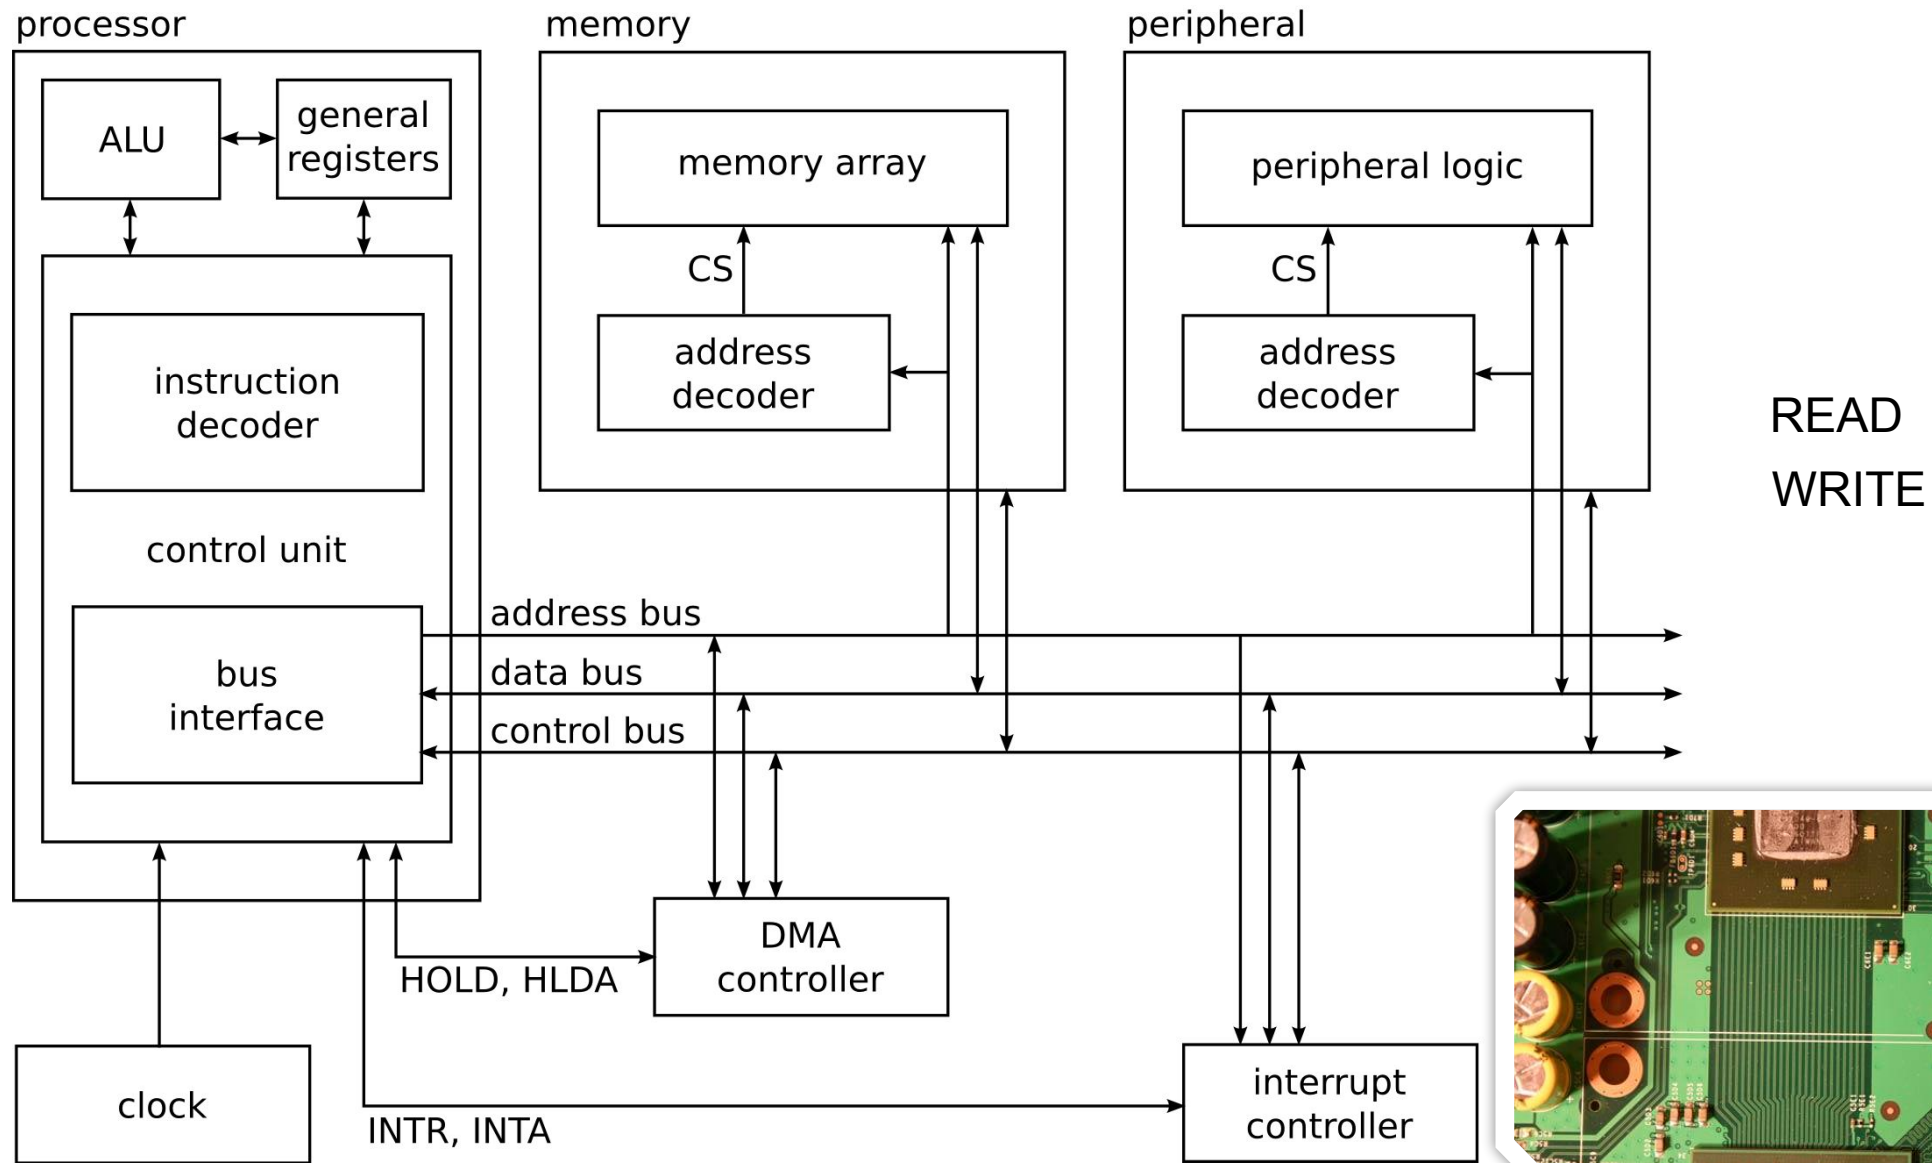 processor
memory
peripheral
ALU
general
registers
memory array
peripheral logic
CS
CS
address
decoder
address
decoder
instruction
decoder
READ
WRITE
control unit
address bus
bus
interface
data bus
control bus
DMA
controller
HOLD, HLDA
clock
interrupt
controller
INTR, INTA